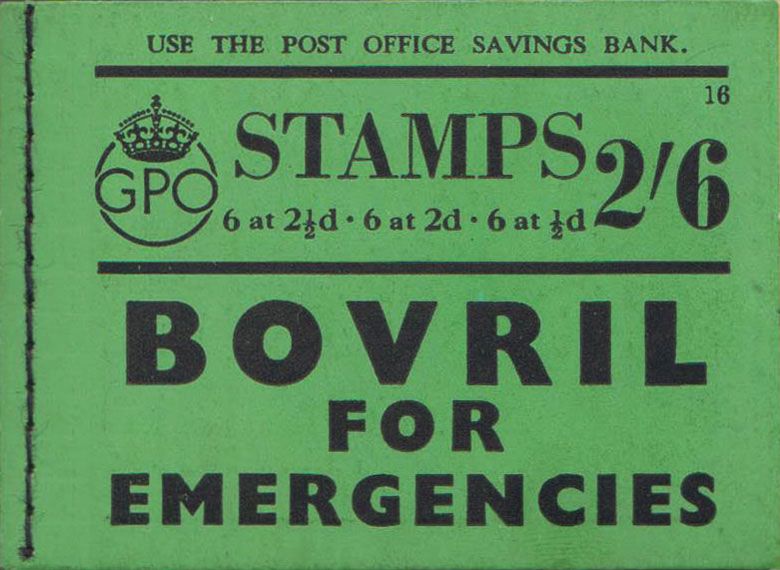 USE THE POST OFFICE SAVINGS BANK.
16
GPO
STAMPS 2/6
6 at 2½d · 6 at 2d · 6 at ½d
BOVRIL
FOR
EMERGENCIES